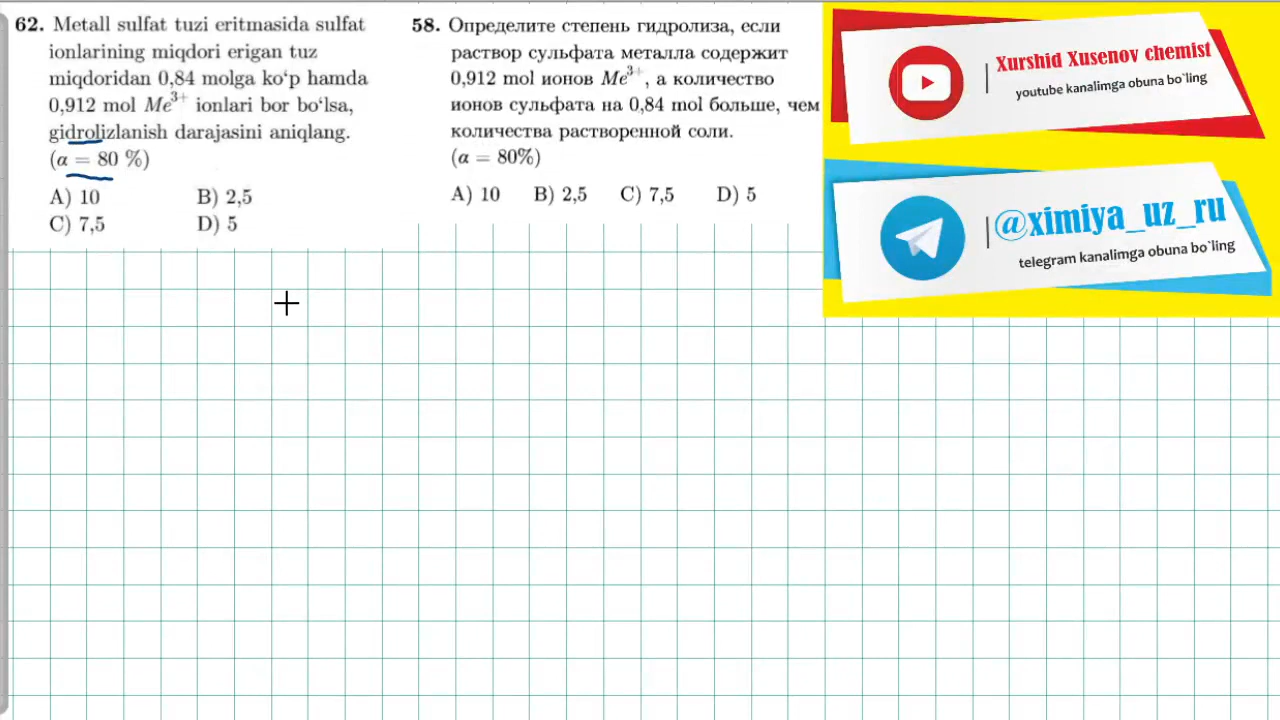 62. Metall sulfat tuzi eritmasida sulfat
ionlarining miqdori erigan tuz
miqdoridan 0,84 molga ko‘p hamda
0,912 mol Me³⁺ ionlari bor bo‘lsa,
gidrolizlanish darajasini aniqlang.
(α = 80 %)
A) 10 B) 2,5
C) 7,5 D) 5
58. Определите степень гидролиза, если
раствор сульфата металла содержит
0,912 mol ионов Me³⁺, а количество
ионов сульфата на 0,84 mol больше, чем
количества растворенной соли.
(α = 80%)
A) 10 B) 2,5 C) 7,5 D) 5
Xurshid Xusenov chemist
youtube kanalimga obuna bo`ling
@ximiya_uz_ru
telegram kanalimga obuna bo`ling